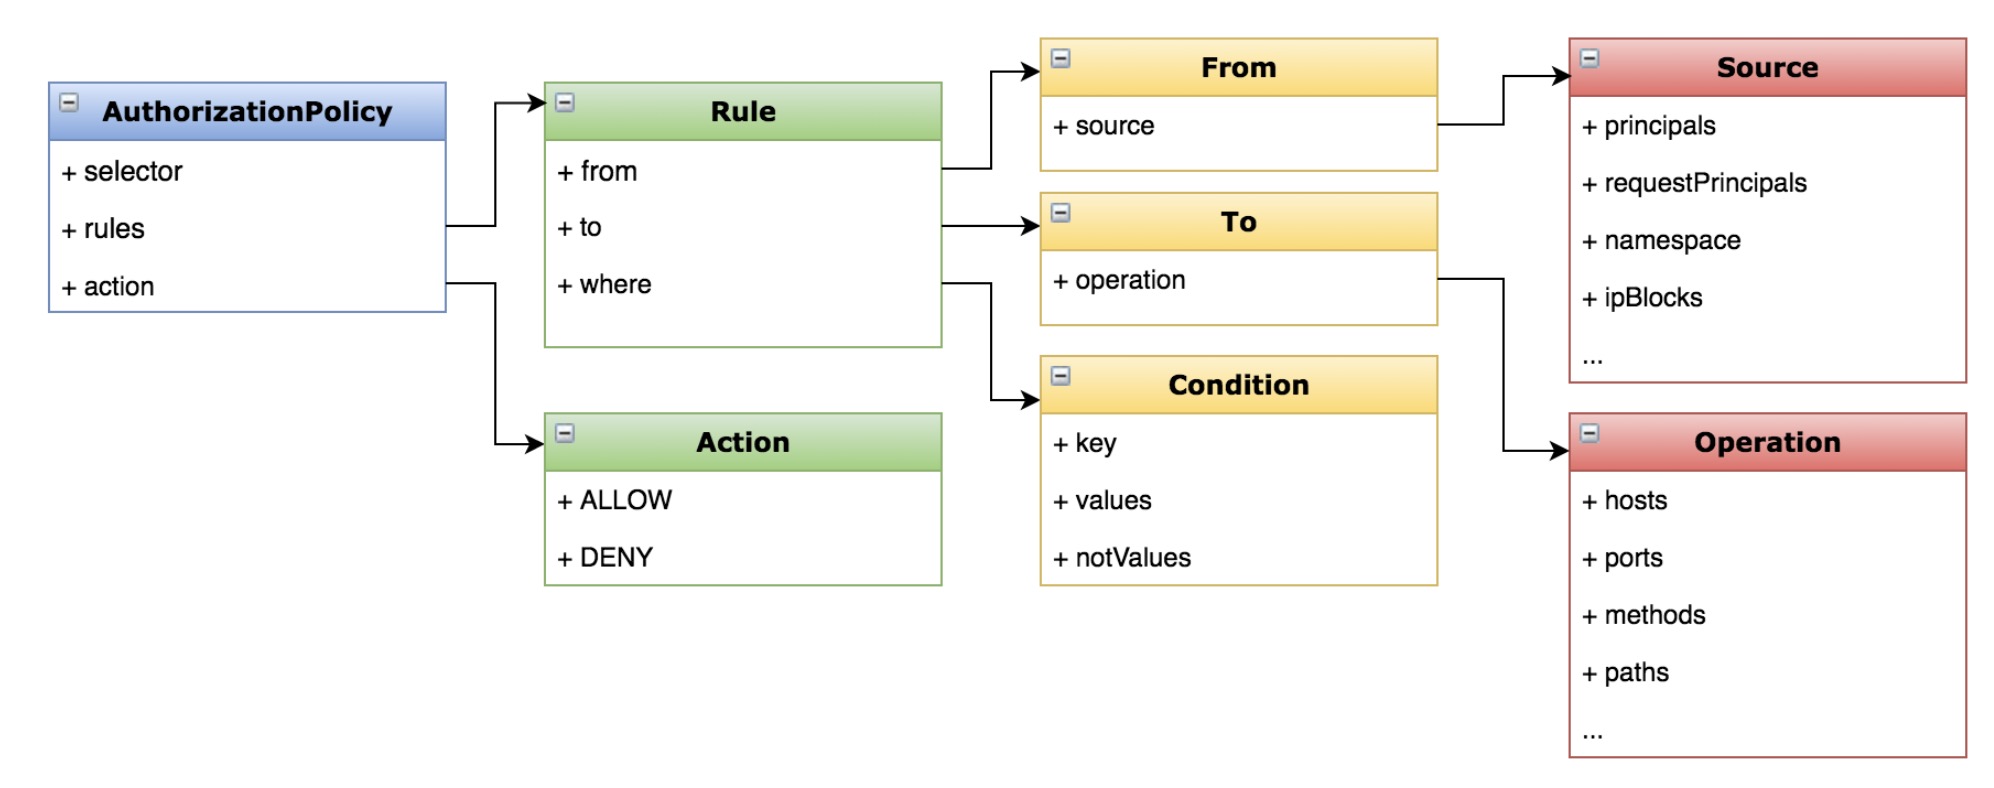 AuthorizationPolicy
+ selector
+ rules
+ action
Rule
+ from
+ to
+ where
Action
+ ALLOW
+ DENY
From
+ source
To
+ operation
Condition
+ key
+ values
+ notValues
Source
+ principals
+ requestPrincipals
+ namespace
+ ipBlocks
...
Operation
+ hosts
+ ports
+ methods
+ paths
...